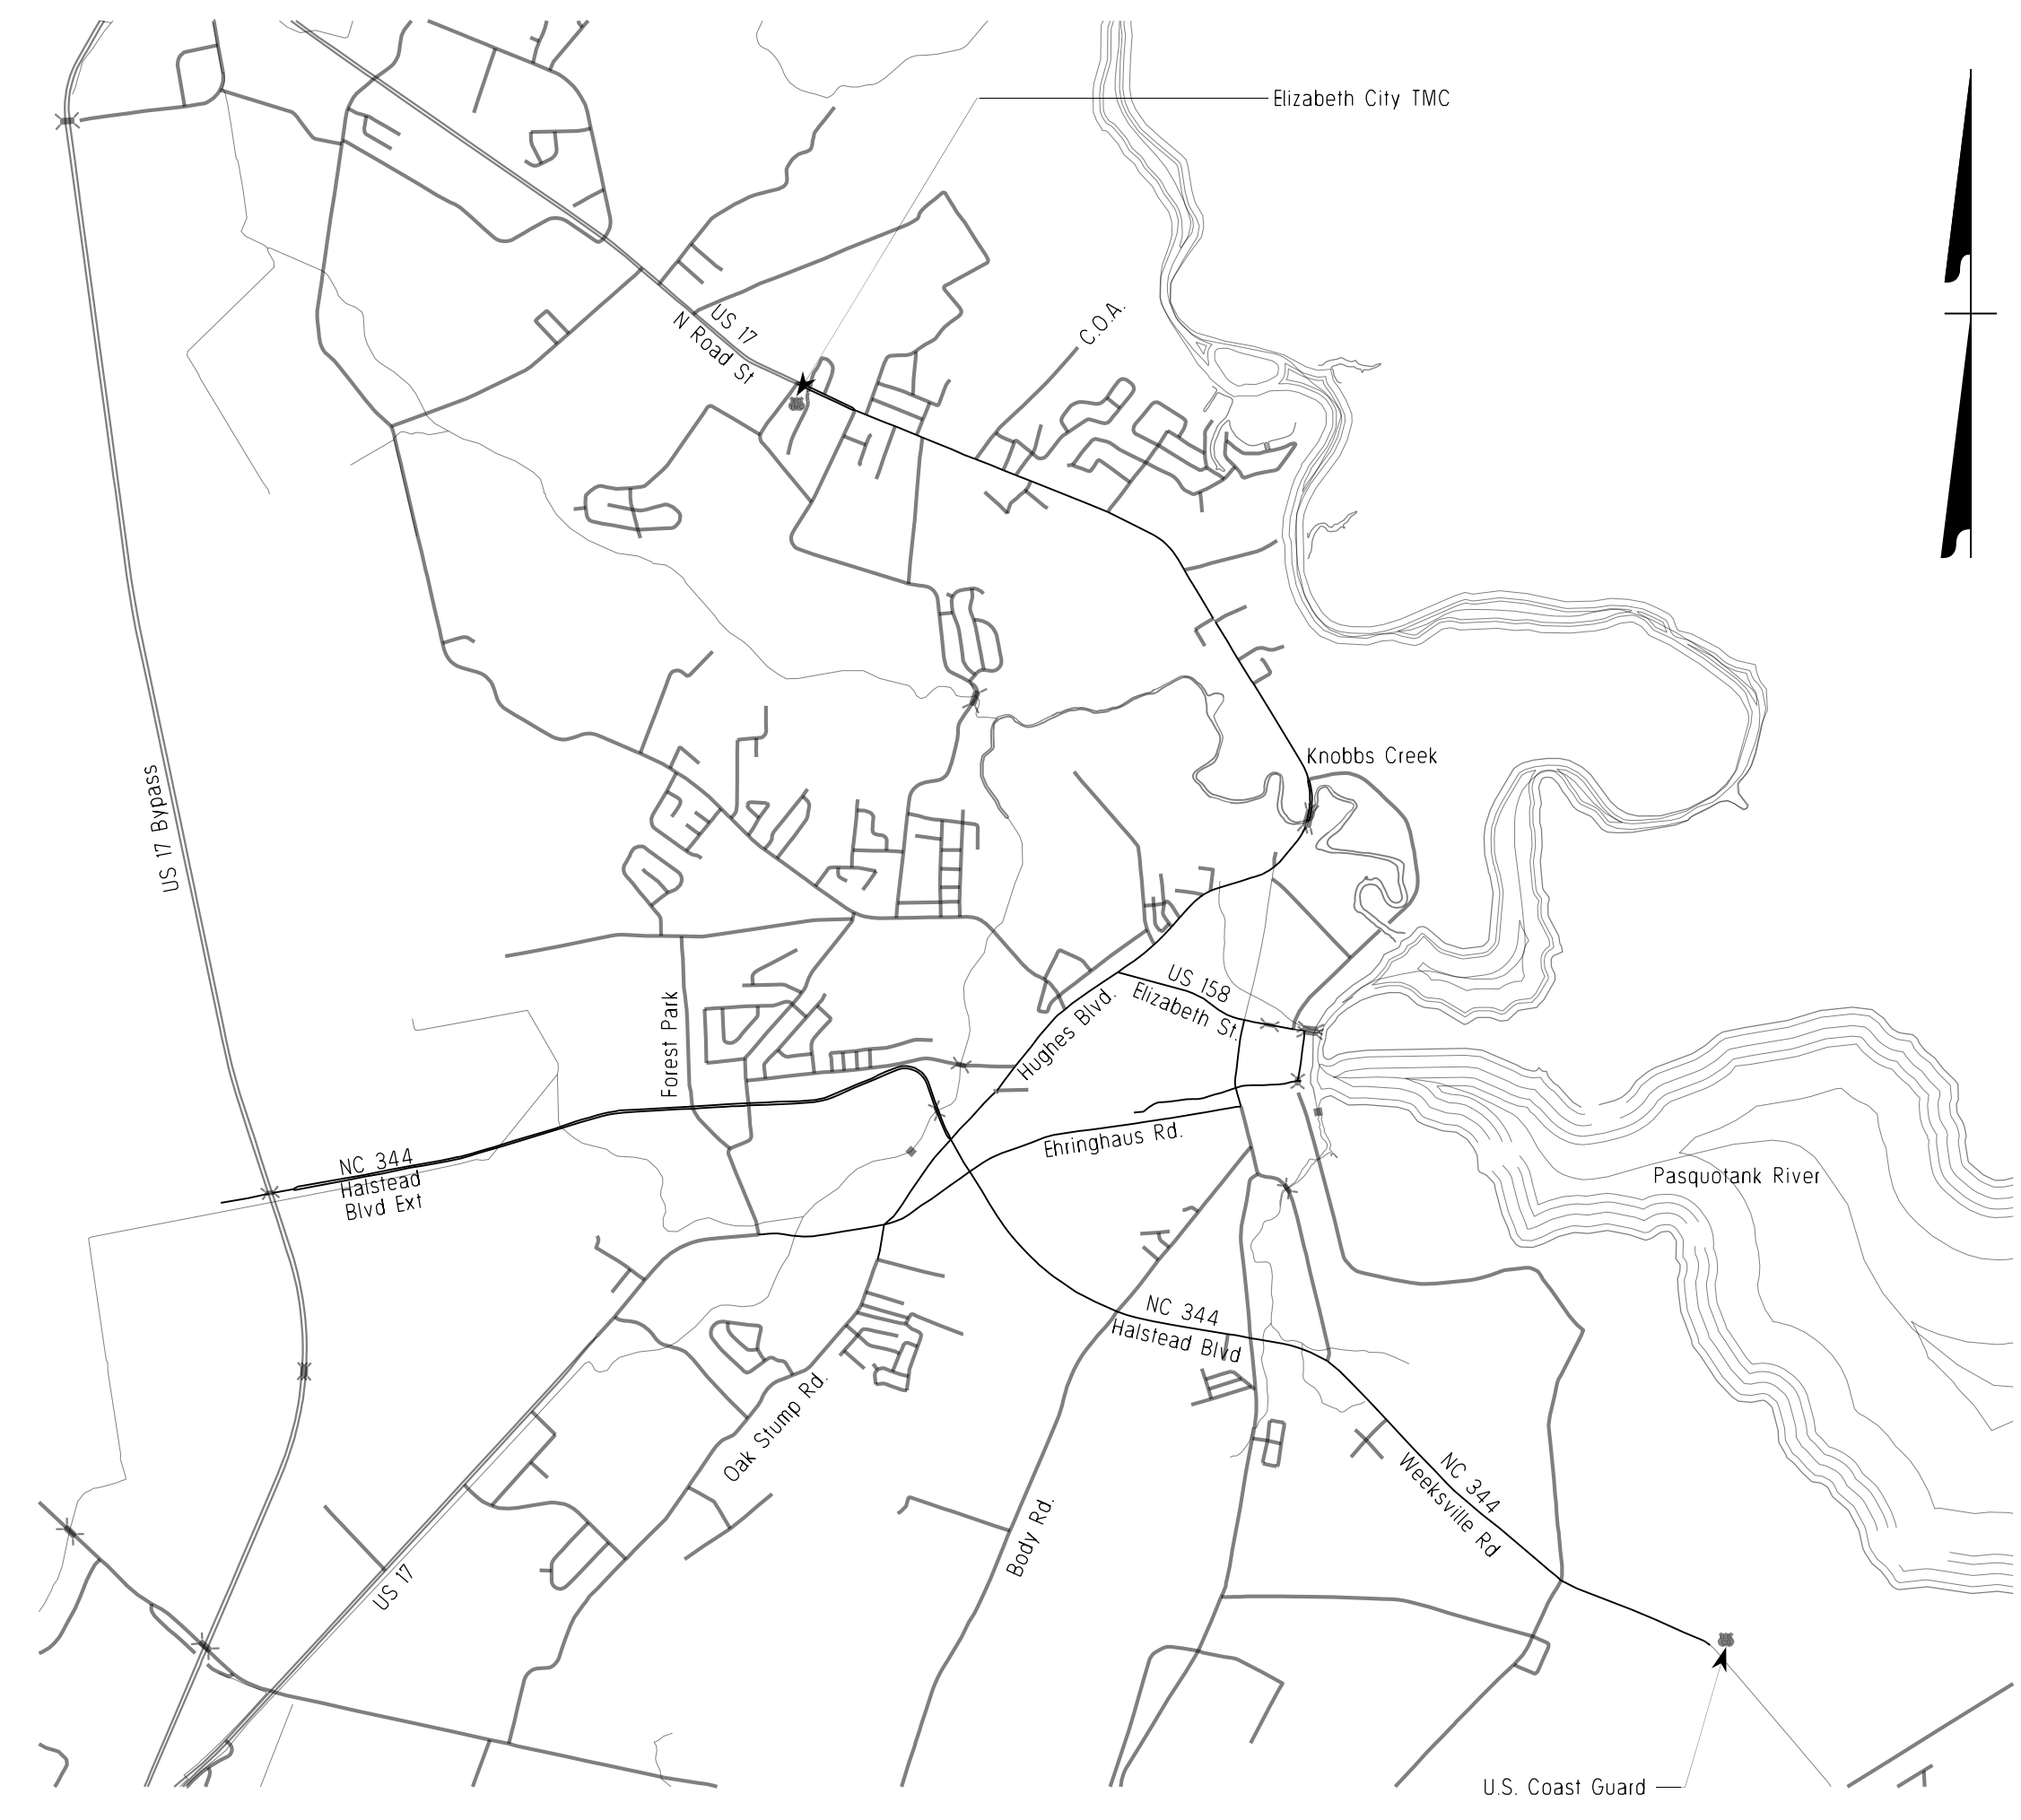 Elizabeth City TMC
US 17
N Road St
C.O.A.
Knobbs Creek
US 17 Bypass
US 158
Elizabeth St.
Forest Park
Hughes Blvd.
Ehringhaus Rd.
NC 344
Halstead
Blvd Ext
Pasquotank River
NC 344
Halstead Blvd
Oak Stump Rd.
NC 344
Weeksville Rd
Body Rd.
US 17
U.S. Coast Guard